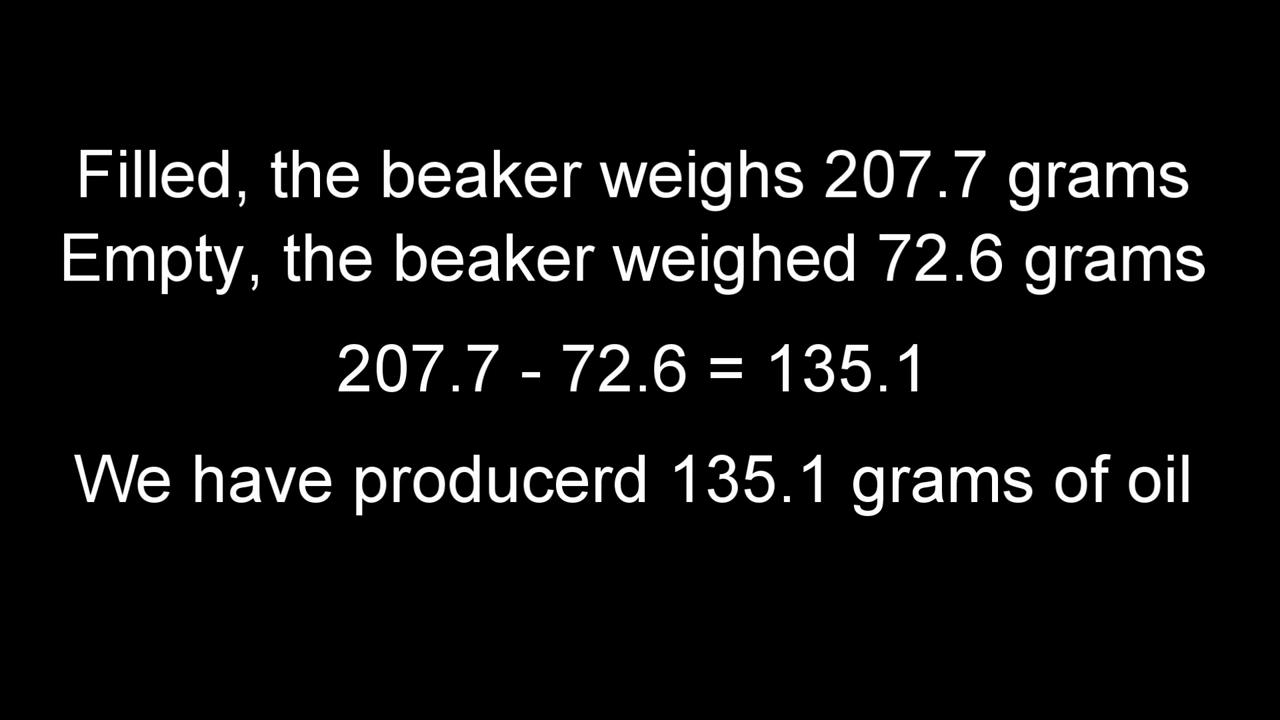 Filled, the beaker weighs 207.7 grams
Empty, the beaker weighed 72.6 grams
207.7 - 72.6 = 135.1
We have producerd 135.1 grams of oil